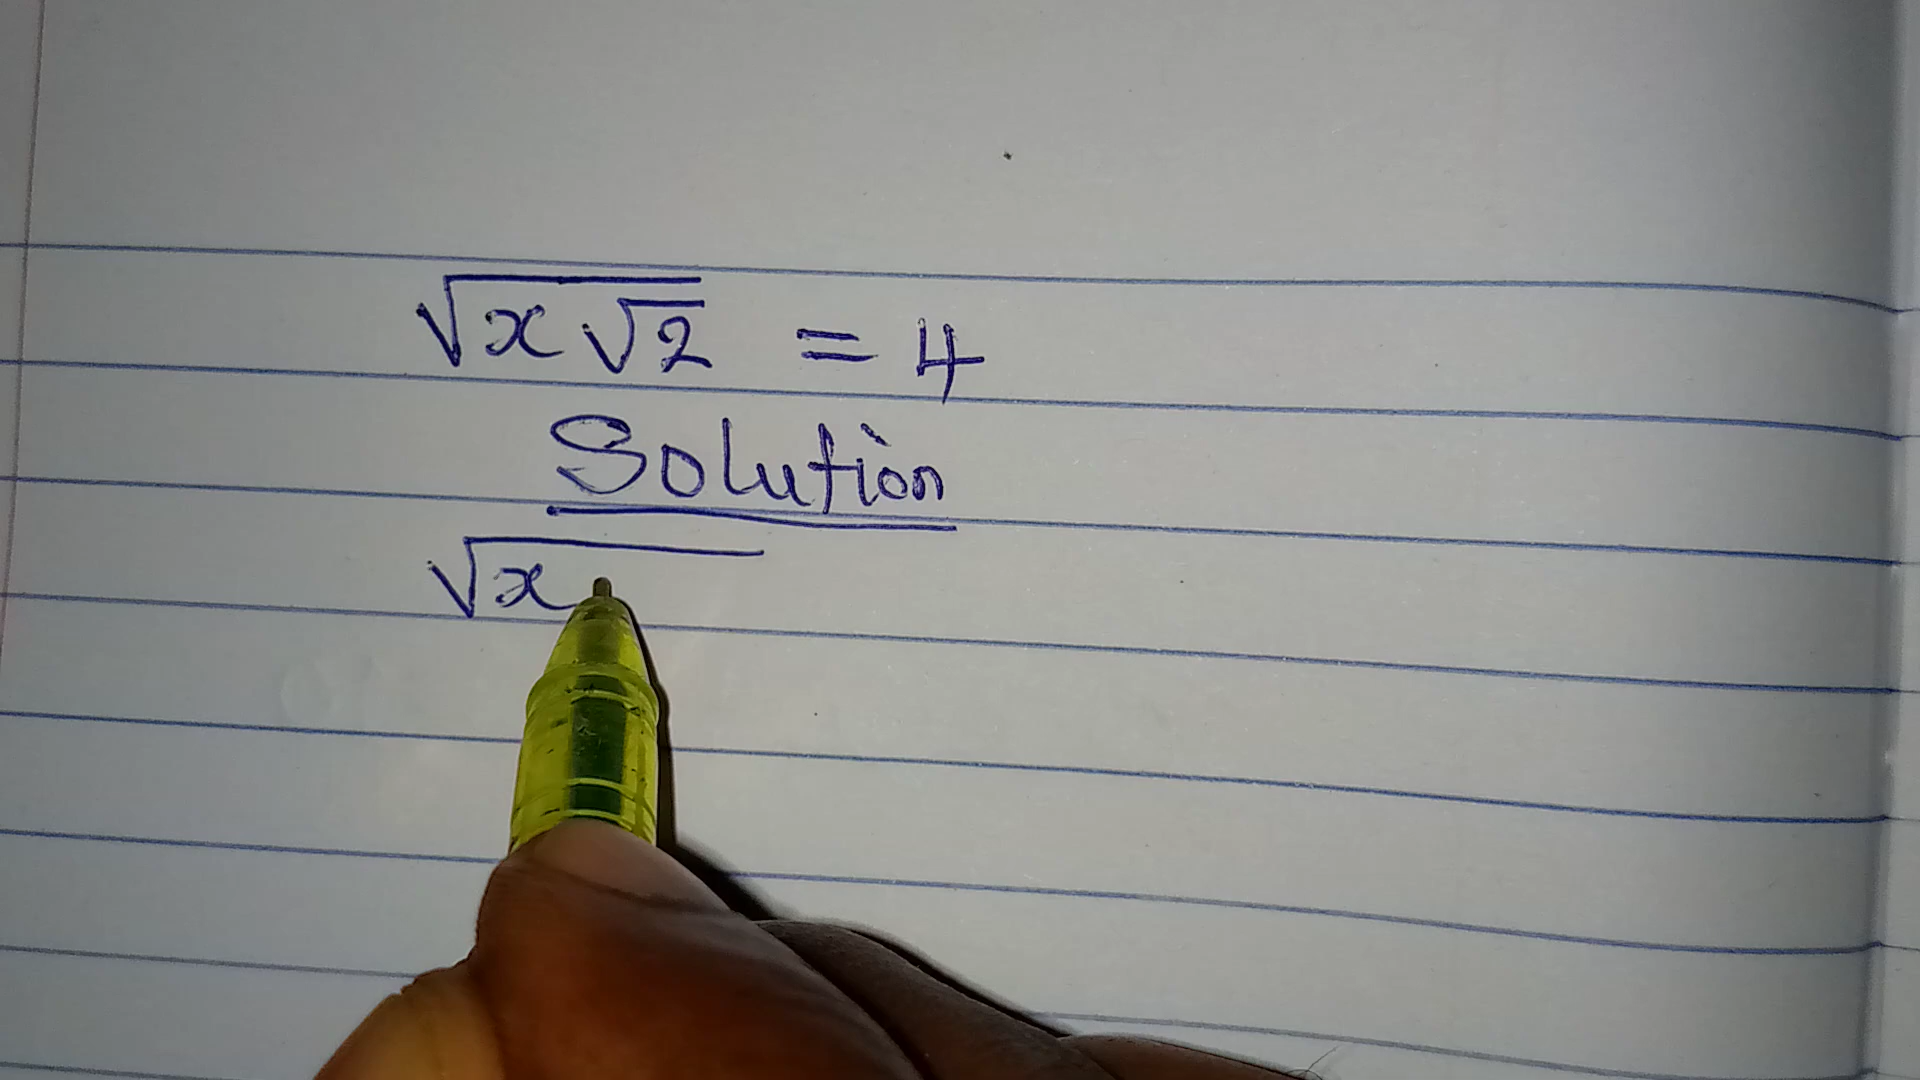 √(x√2) = 4
Solution
√x